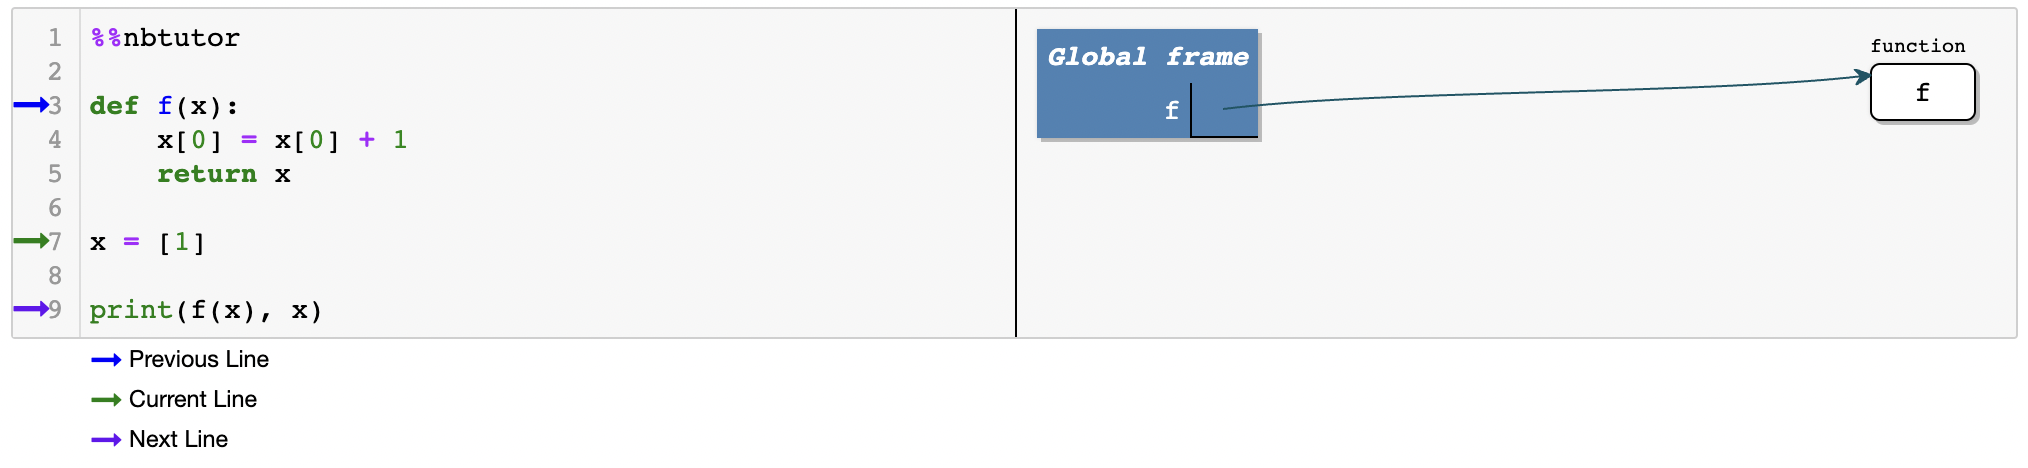 1 %%nbtutor
2
3 def f(x):
4     x[0] = x[0] + 1
5     return x
6
7 x = [1]
8
9 print(f(x), x)
Previous Line
Current Line
Next Line
Global frame
f
function
f